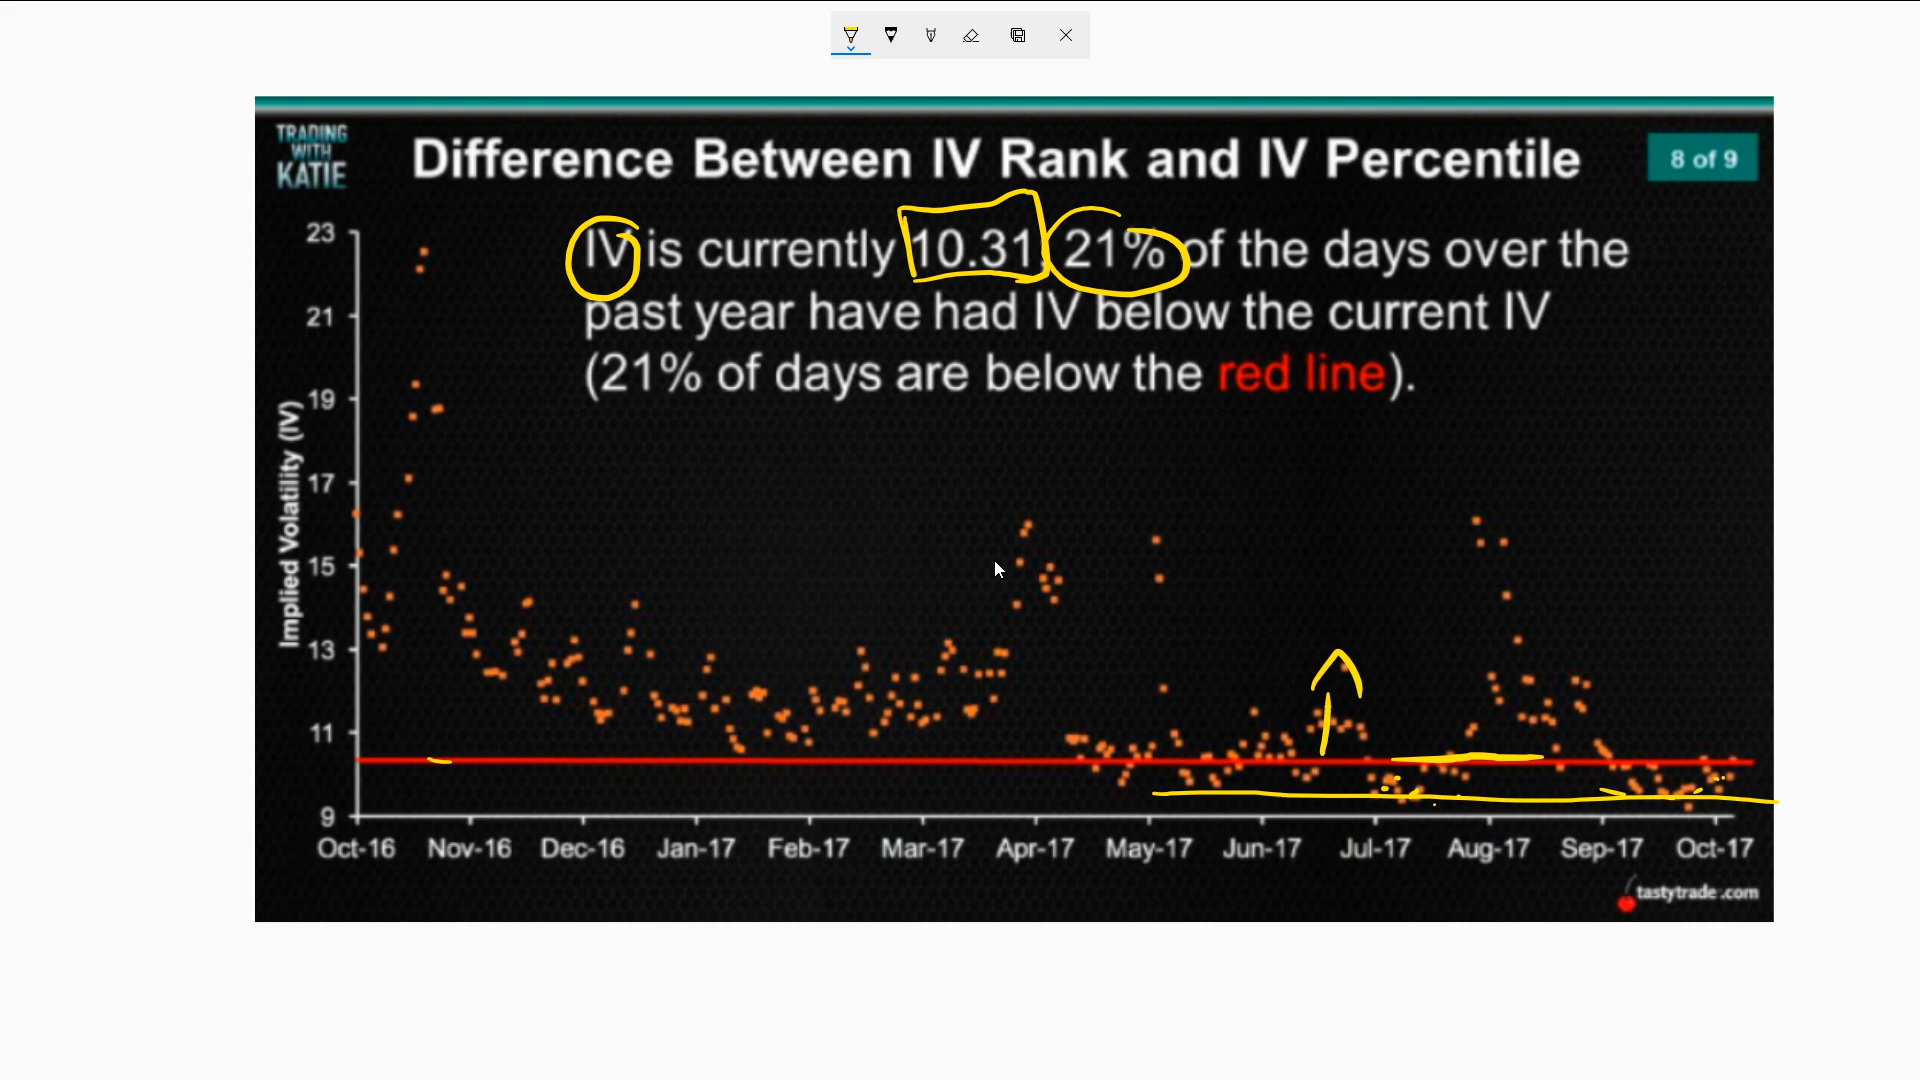 TRADING
WITH
KATIE
Difference Between IV Rank and IV Percentile
8 of 9
IV is currently 10.31, 21% of the days over the
past year have had IV below the current IV
(21% of days are below the red line).
Implied Volatility (IV)
23
21
19
17
15
13
11
9
Oct-16 Nov-16 Dec-16 Jan-17 Feb-17 Mar-17 Apr-17 May-17 Jun-17 Jul-17 Aug-17 Sep-17 Oct-17
tastytrade.com